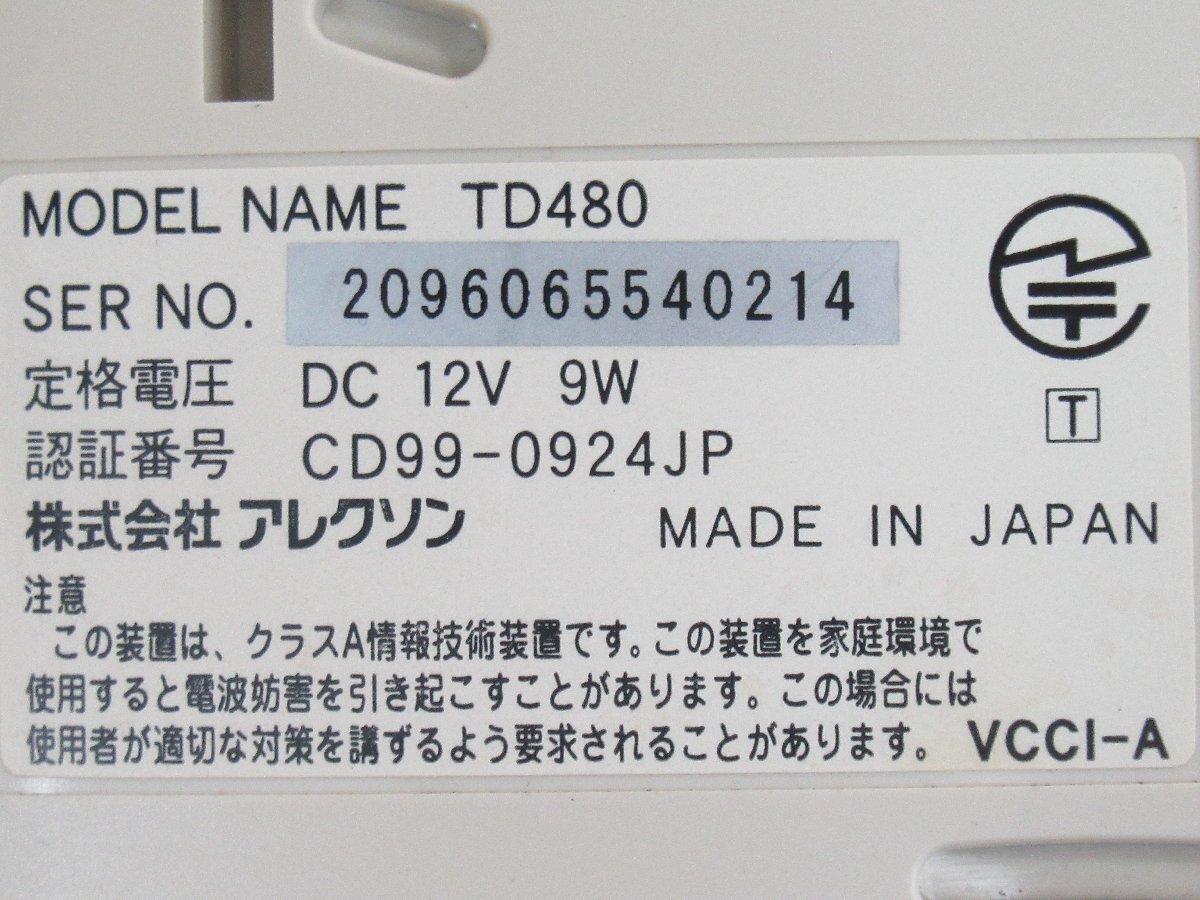 MODEL NAME TD480
SER NO. 2096065540214
定格電圧 DC 12V 9W
認証番号 CD99-0924JP
T
株式会社 アレクソン MADE IN JAPAN
注意
この装置は、クラスA情報技術装置です。この装置を家庭環境で
使用すると電波妨害を引き起こすことがあります。この場合には
使用者が適切な対策を講ずるよう要求されることがあります。 VCCI-A